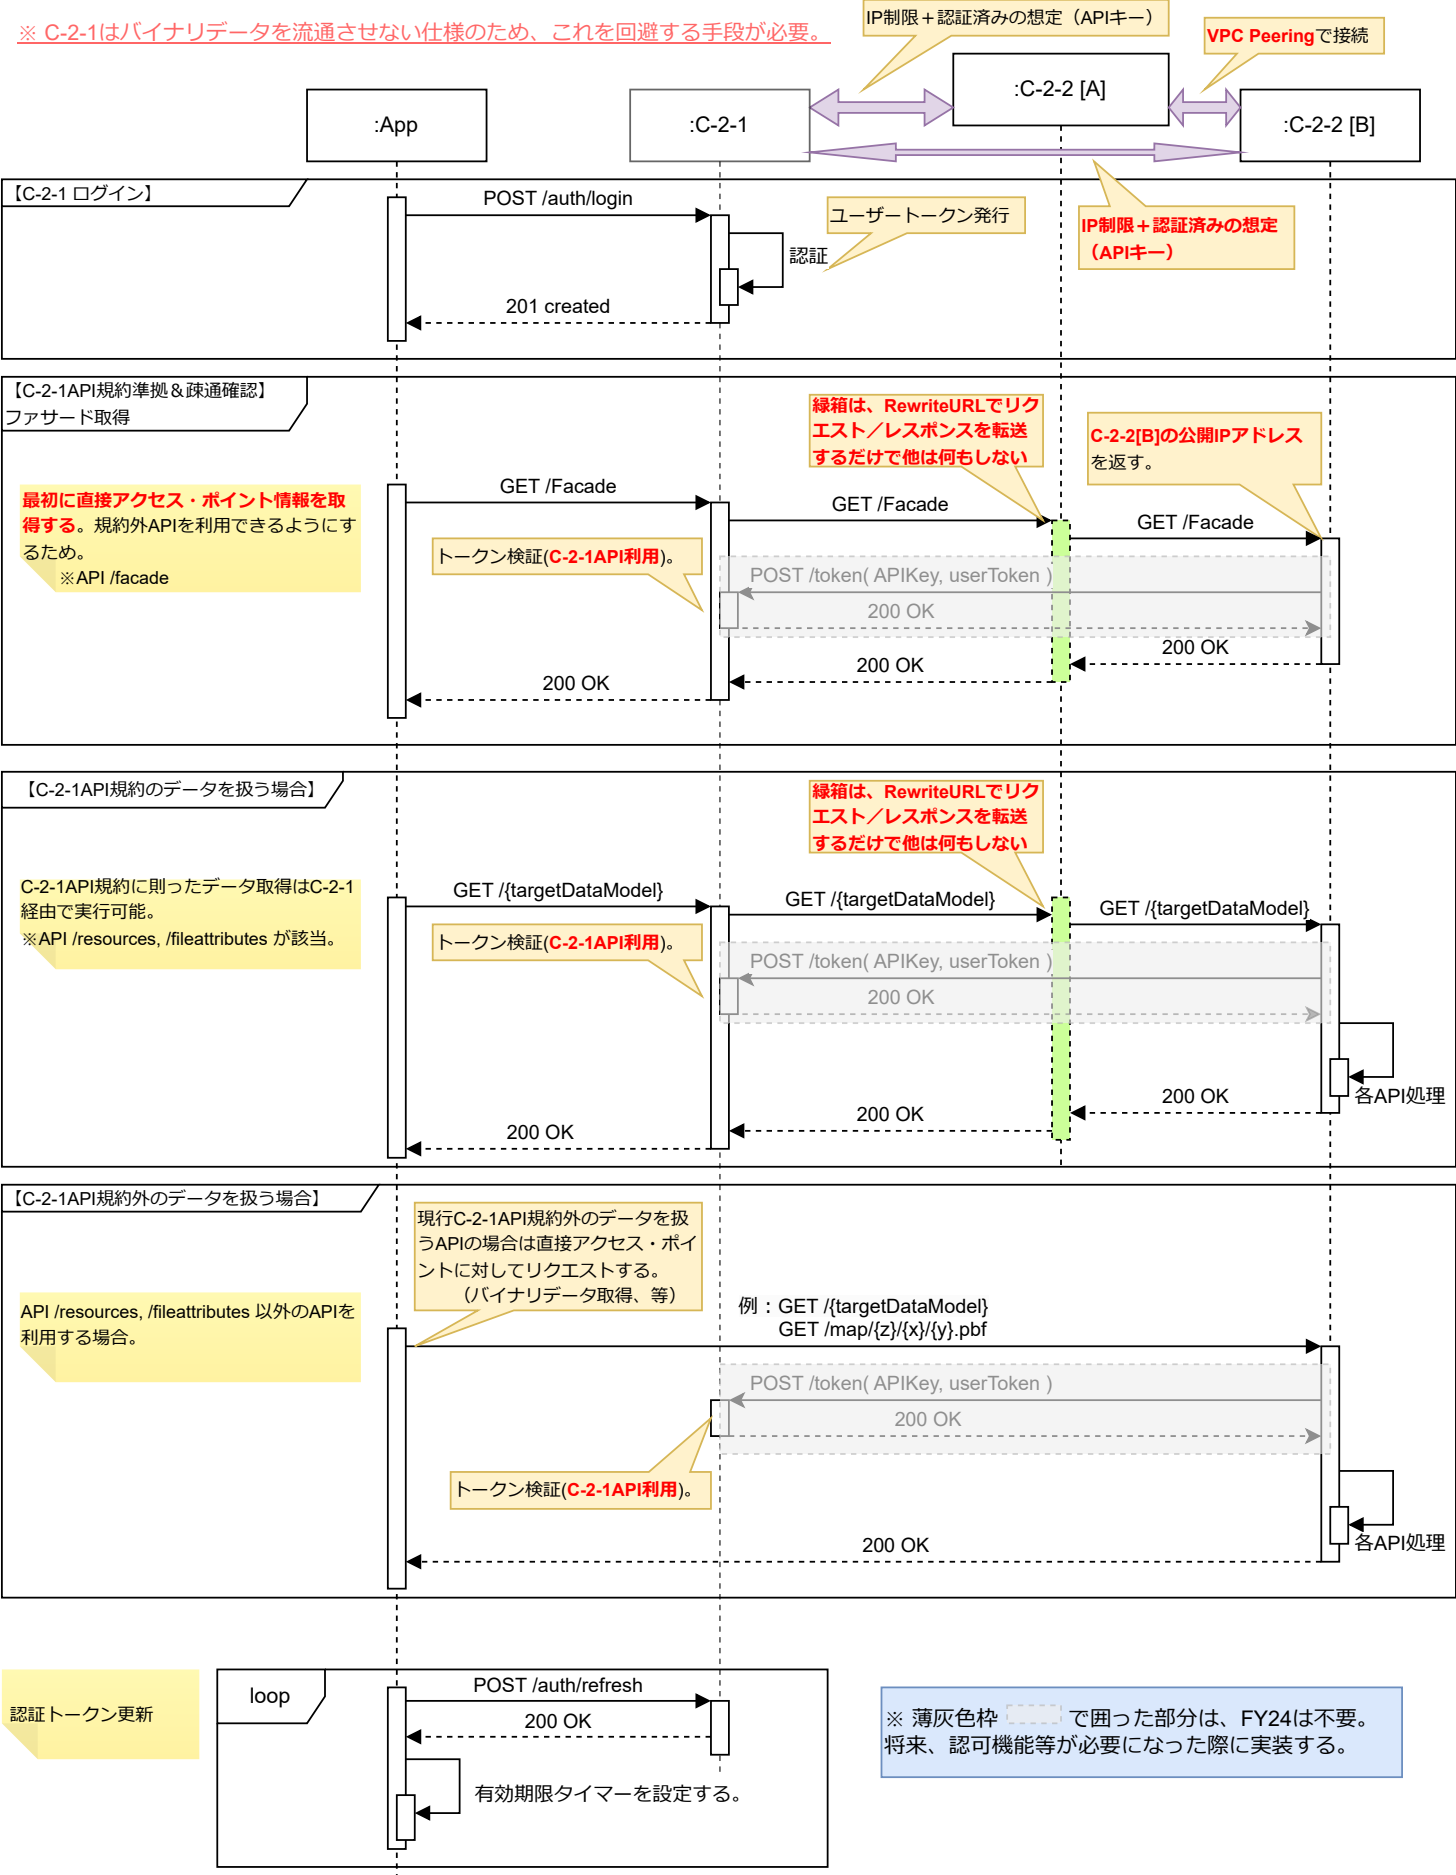 ※ C-2-1はバイナリデータを流通させない仕様のため、これを回避する手段が必要。
IP制限＋認証済みの想定（APIキー）
VPC Peeringで接続
:App
:C-2-1
:C-2-2 [A]
:C-2-2 [B]
【C-2-1 ログイン】
POST /auth/login
ユーザートークン発行
IP制限＋認証済みの想定
（APIキー）
認証
201 created
【C-2-1API規約準拠＆疎通確認】
ファサード取得
緑箱は、RewriteURLでリク
エスト／レスポンスを転送
するだけで他は何もしない
C-2-2[B]の公開IPアドレス
を返す。
最初に直接アクセス・ポイント情報を取
得する。規約外APIを利用できるようにす
るため。
※API /facade
GET /Facade
GET /Facade
GET /Facade
トークン検証(C-2-1API利用)。
POST /token( APIKey, userToken )
200 OK
200 OK
200 OK
200 OK
【C-2-1API規約のデータを扱う場合】
緑箱は、RewriteURLでリク
エスト／レスポンスを転送
するだけで他は何もしない
C-2-1API規約に則ったデータ取得はC-2-1
経由で実行可能。
※API /resources, /fileattributes が該当。
GET /{targetDataModel}
GET /{targetDataModel}
GET /{targetDataModel}
トークン検証(C-2-1API利用)。
POST /token( APIKey, userToken )
200 OK
各API処理
200 OK
200 OK
200 OK
【C-2-1API規約外のデータを扱う場合】
現行C-2-1API規約外のデータを扱
うAPIの場合は直接アクセス・ポイ
ントに対してリクエストする。
（バイナリデータ取得、等）
API /resources, /fileattributes 以外のAPIを
利用する場合。
例：GET /{targetDataModel}
GET /map/{z}/{x}/{y}.pbf
POST /token( APIKey, userToken )
200 OK
トークン検証(C-2-1API利用)。
各API処理
200 OK
認証トークン更新
loop
POST /auth/refresh
200 OK
有効期限タイマーを設定する。
※ 薄灰色枠 で囲った部分は、FY24は不要。
将来、認可機能等が必要になった際に実装する。